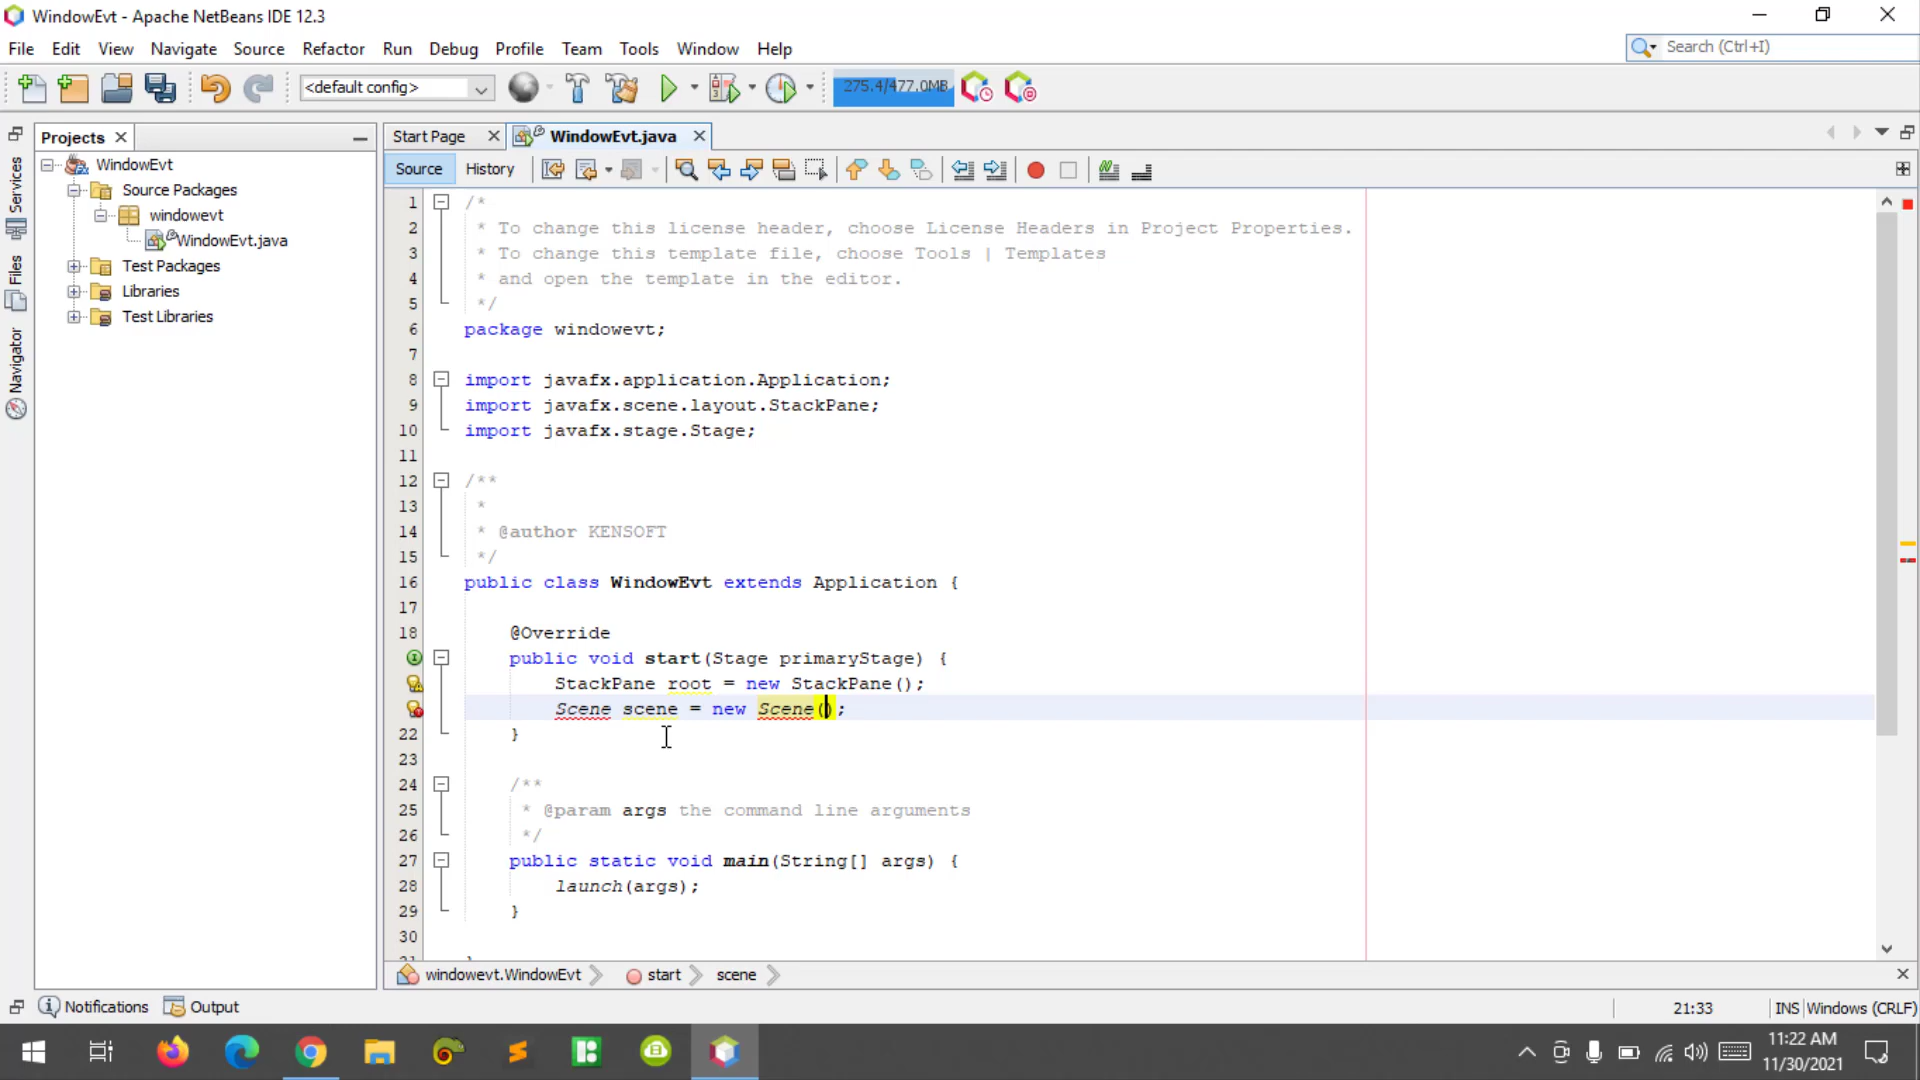 WindowEvt - Apache NetBeans IDE 12.3
File Edit View Navigate Source Refactor Run Debug Profile Team Tools Window Help
Search (Ctrl+I)
<default config>
275.4/477.0MB
Projects
Start Page
WindowEvt.java
Source History
Services
Files
Navigator
WindowEvt
Source Packages
windowevt
WindowEvt.java
Test Packages
Libraries
Test Libraries
1 /*
2 * To change this license header, choose License Headers in Project Properties.
3 * To change this template file, choose Tools | Templates
4 * and open the template in the editor.
5 */
6 package windowevt;
7
8 import javafx.application.Application;
9 import javafx.scene.layout.StackPane;
10 import javafx.stage.Stage;
11
12 /**
13 *
14 * @author KENSOFT
15 */
16 public class WindowEvt extends Application {
17
18 @Override
public void start(Stage primaryStage) {
StackPane root = new StackPane();
Scene scene = new Scene();
22 }
23
24 /**
25 * @param args the command line arguments
26 */
27 public static void main(String[] args) {
28 launch(args);
29 }
30
windowevt.WindowEvt start scene
Notifications Output
21:33 INS Windows (CRLF)
11:22 AM
11/30/2021